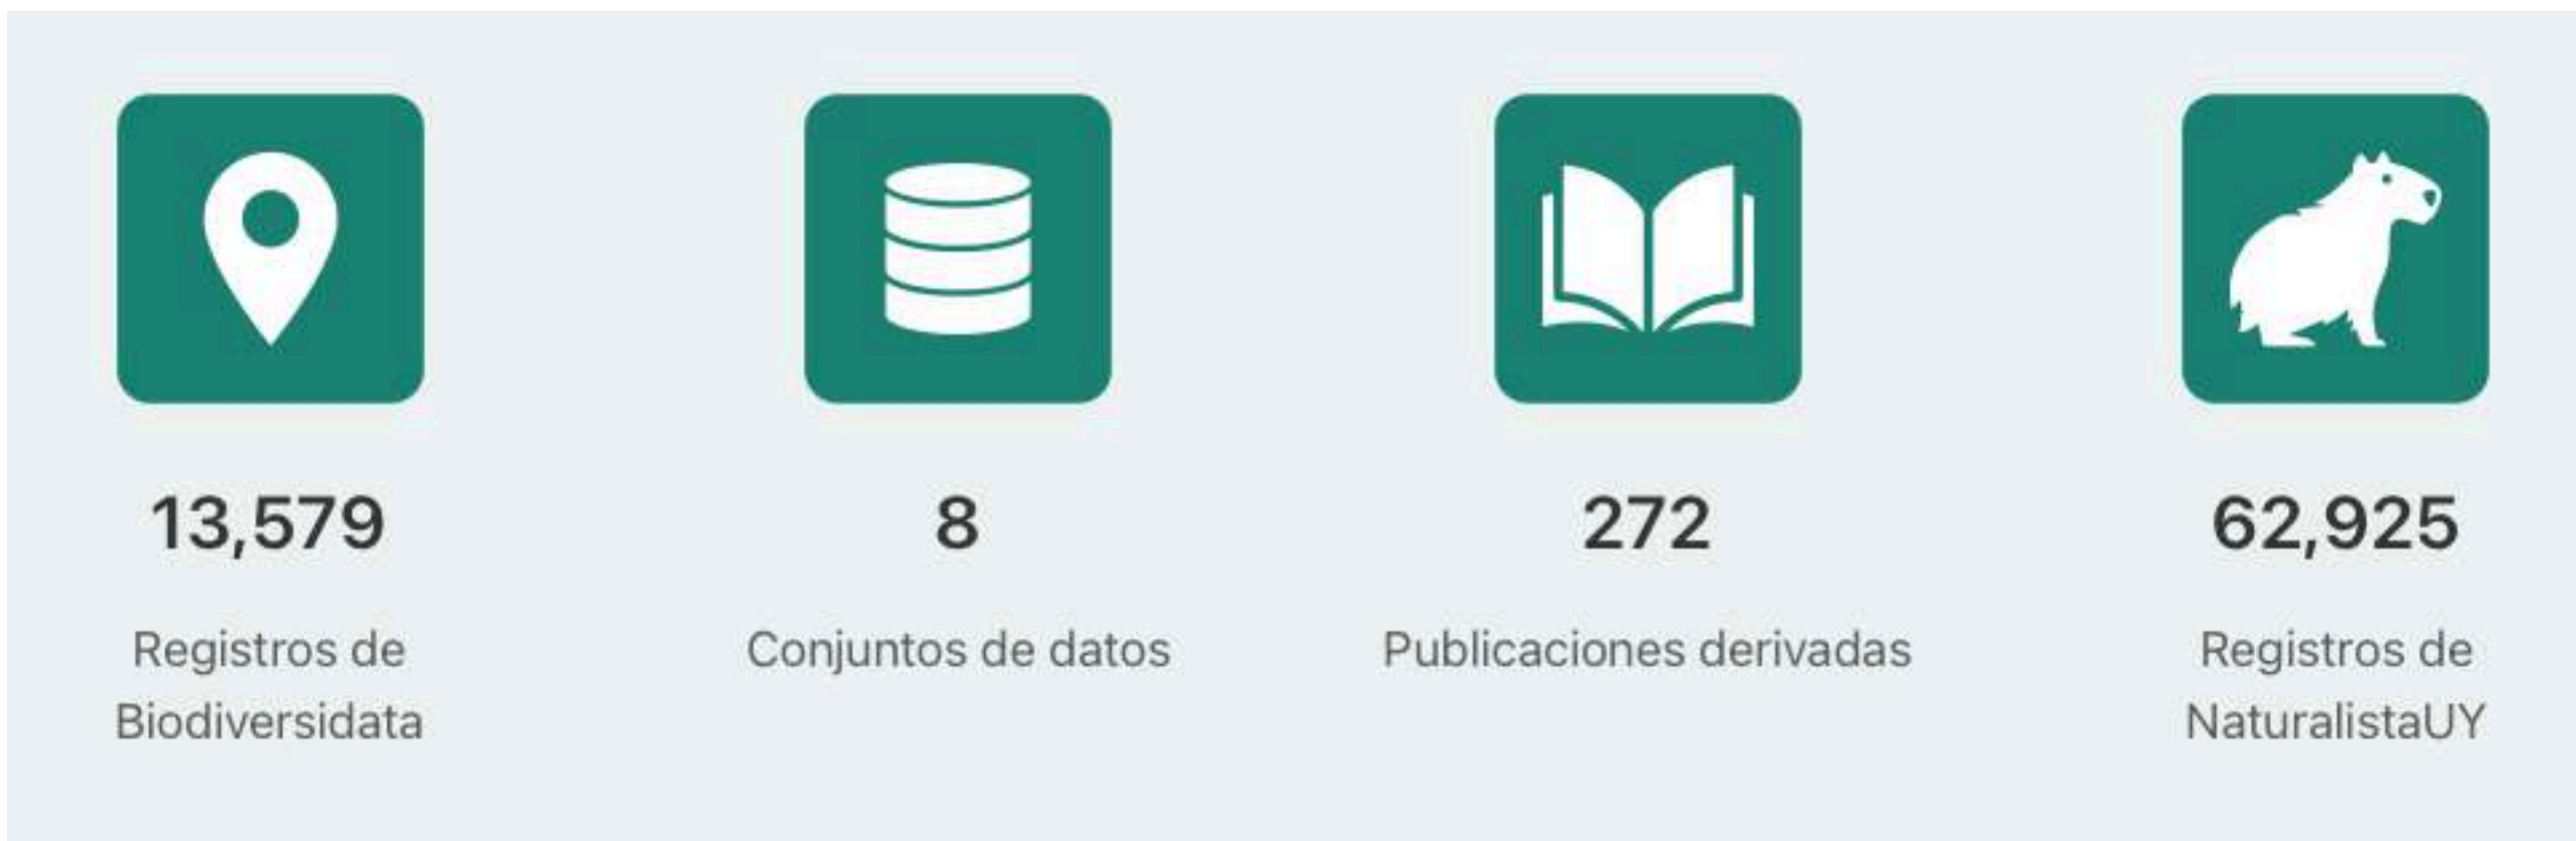 13,579
Registros de
Biodiversidata
8
Conjuntos de datos
272
Publicaciones derivadas
62,925
Registros de
NaturalistaUY